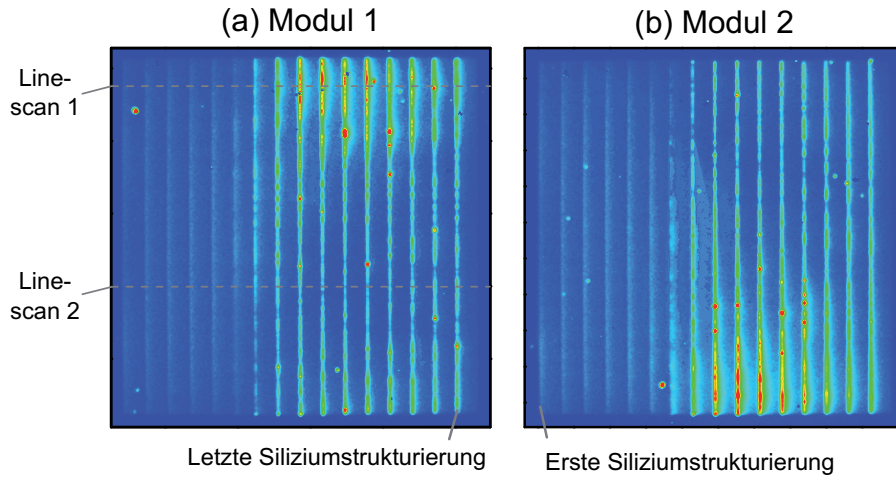 (a) Modul 1
(b) Modul 2
Line-
scan 1
Line-
scan 2
Letzte Siliziumstrukturierung
Erste Siliziumstrukturierung